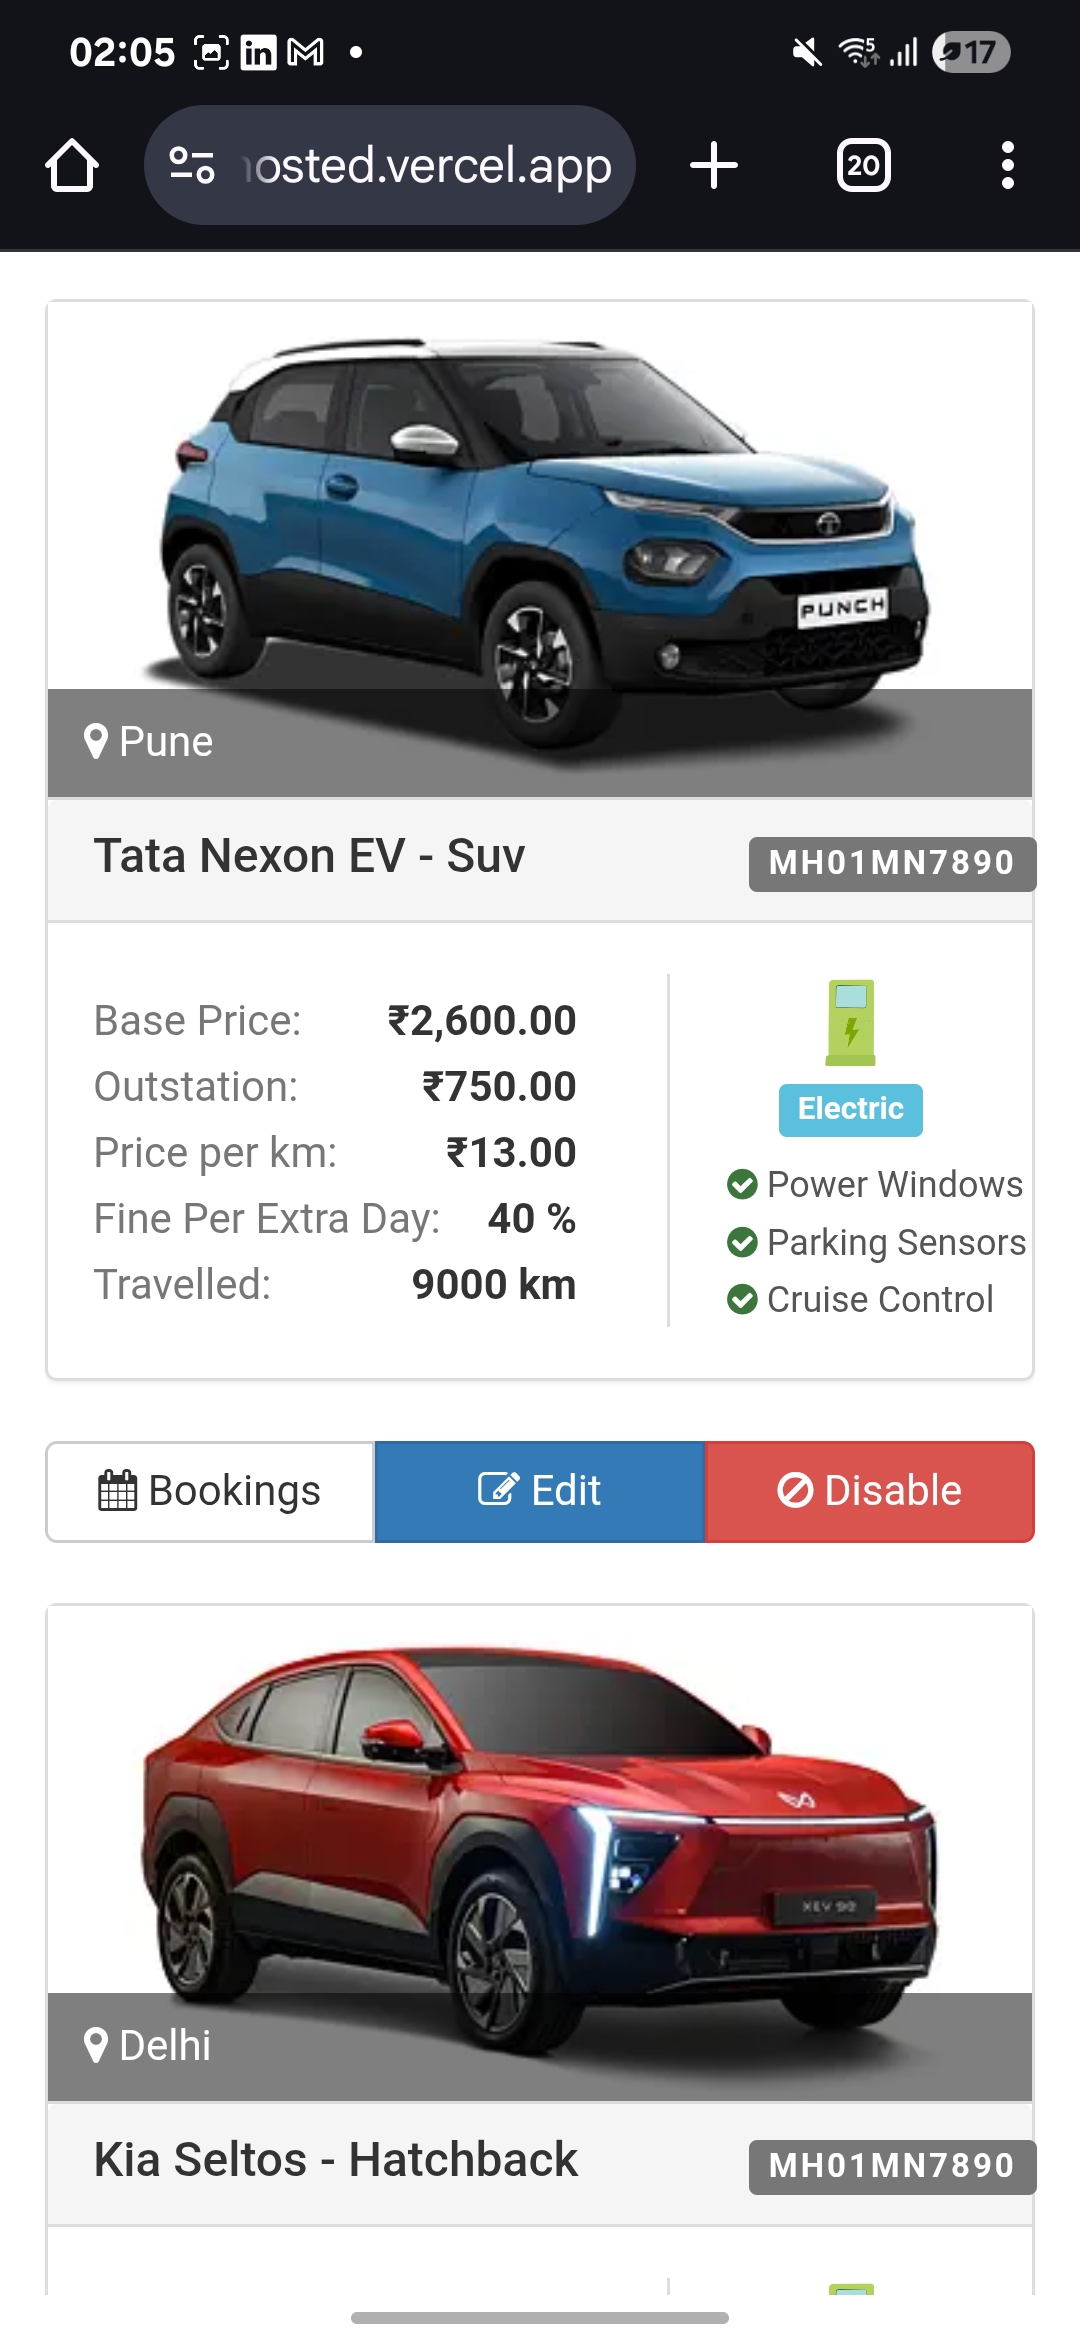 02:05
17
osted.vercel.app
20
PUNCH
Pune
Tata Nexon EV - Suv
MH01MN7890
Base Price: ₹2,600.00
Outstation: ₹750.00
Price per km: ₹13.00
Fine Per Extra Day: 40 %
Travelled: 9000 km
Electric
Power Windows
Parking Sensors
Cruise Control
Bookings
Edit
Disable
XEV 9e
Delhi
Kia Seltos - Hatchback
MH01MN7890